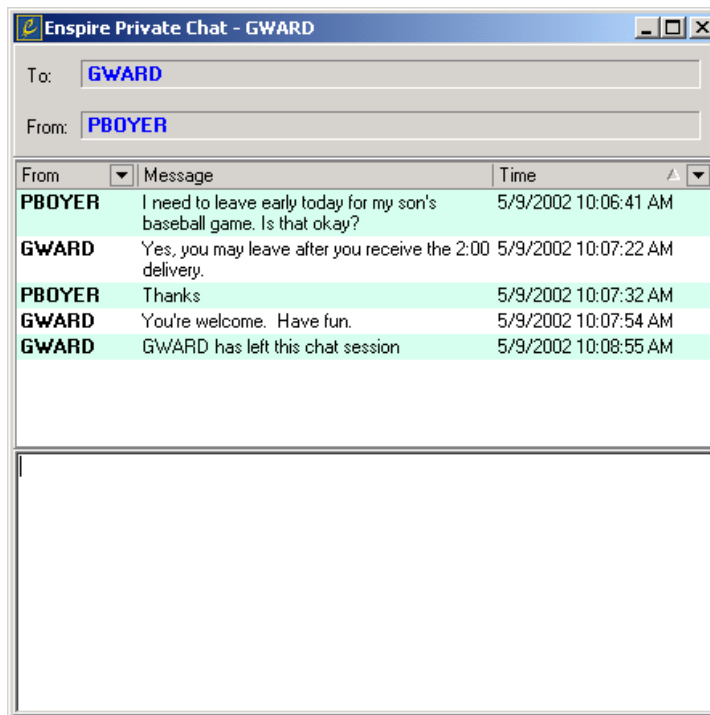 Enspire Private Chat - GWARD
To: GWARD
From: PBOYER
From Message Time
PBOYER I need to leave early today for my son's 5/9/2002 10:06:41 AM
baseball game. Is that okay?
GWARD Yes, you may leave after you receive the 2:00 5/9/2002 10:07:22 AM
delivery.
PBOYER Thanks 5/9/2002 10:07:32 AM
GWARD You're welcome.  Have fun. 5/9/2002 10:07:54 AM
GWARD GWARD has left this chat session 5/9/2002 10:08:55 AM